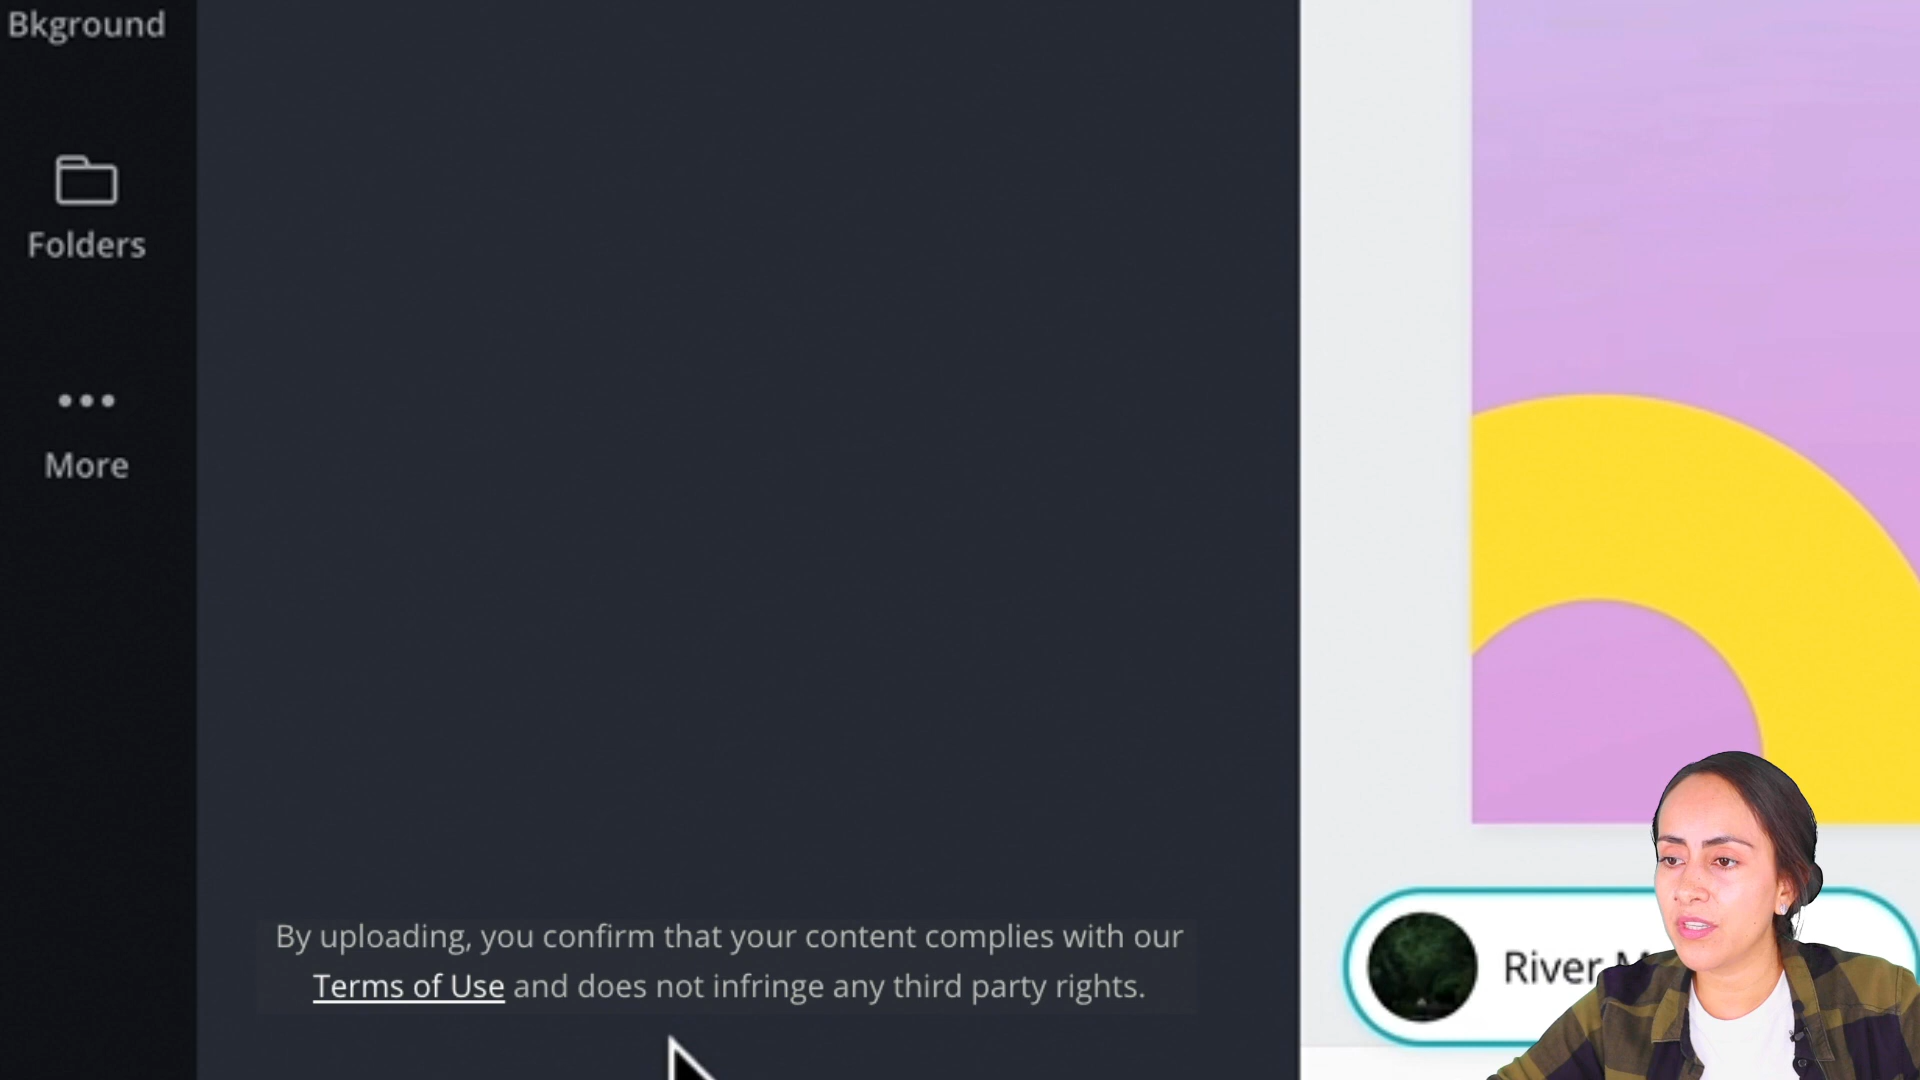 Bkground
Folders
More
By uploading, you confirm that your content complies with our
Terms of Use and does not infringe any third party rights.
River